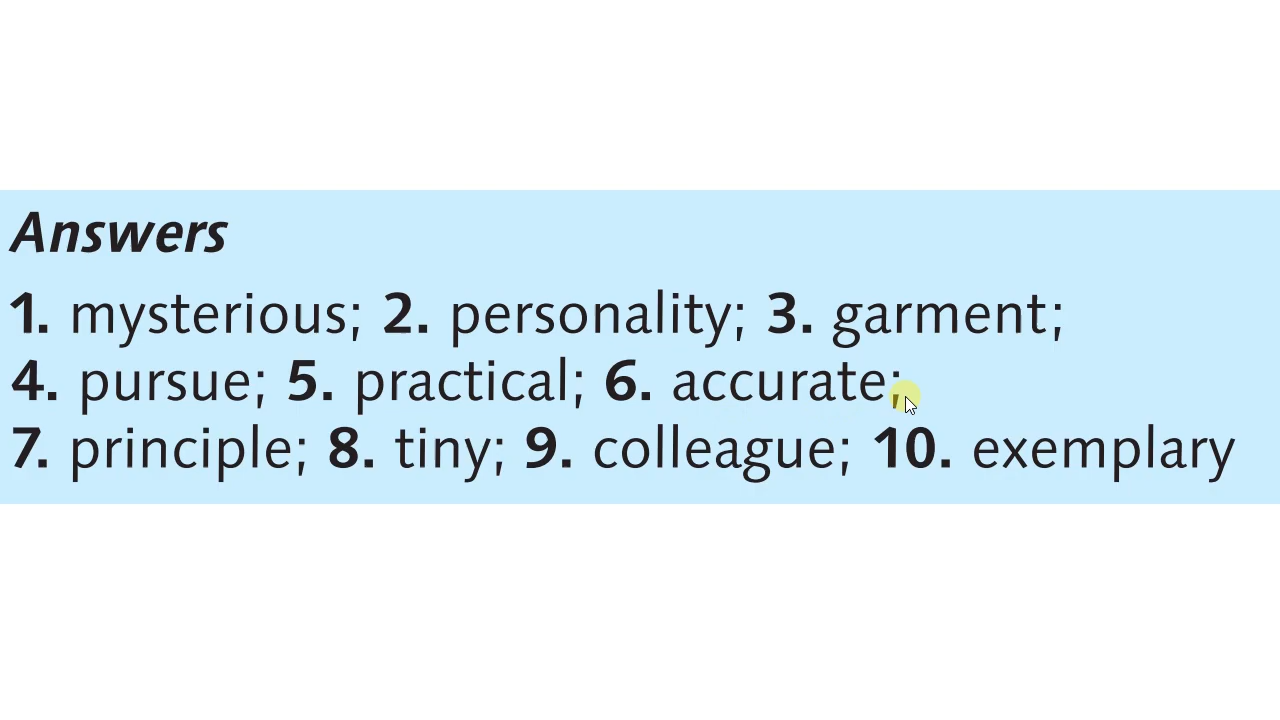 Answers
1. mysterious; 2. personality; 3. garment;
4. pursue; 5. practical; 6. accurate;
7. principle; 8. tiny; 9. colleague; 10. exemplary